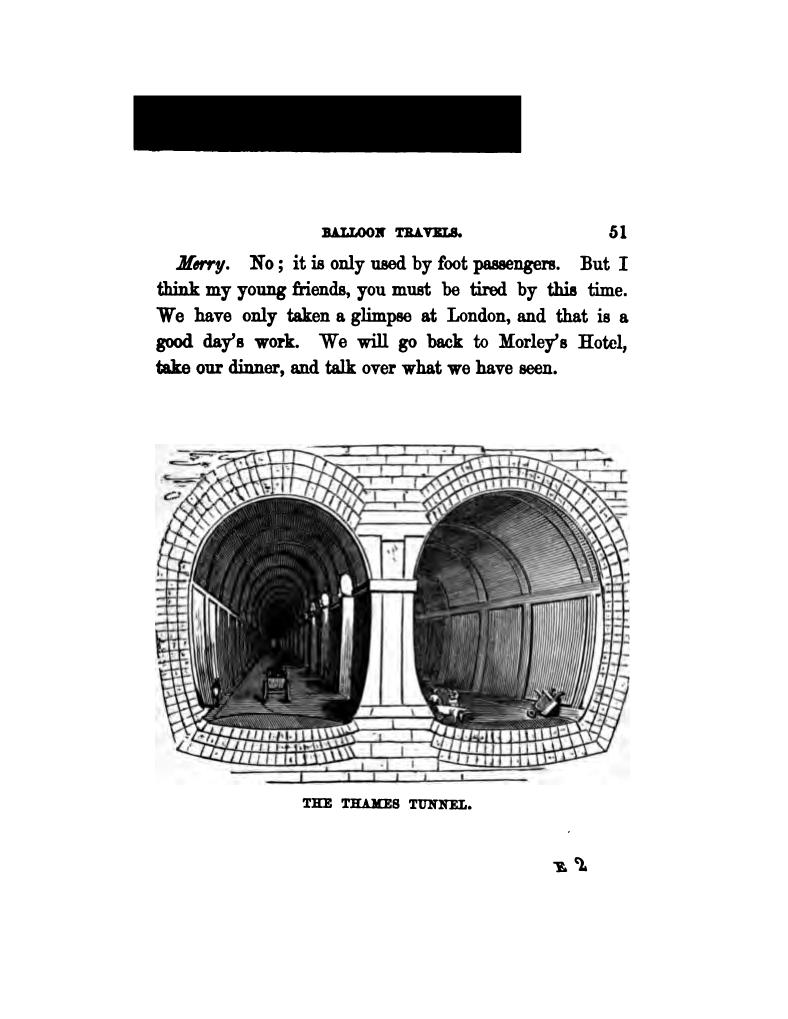 BALLOON TRAVELS. 51
Merry. No; it is only used by foot passengers. But I
think my young friends, you must be tired by this time.
We have only taken a glimpse at London, and that is a
good day's work. We will go back to Morley's Hotel,
take our dinner, and talk over what we have seen.
THE THAMES TUNNEL.
E 2